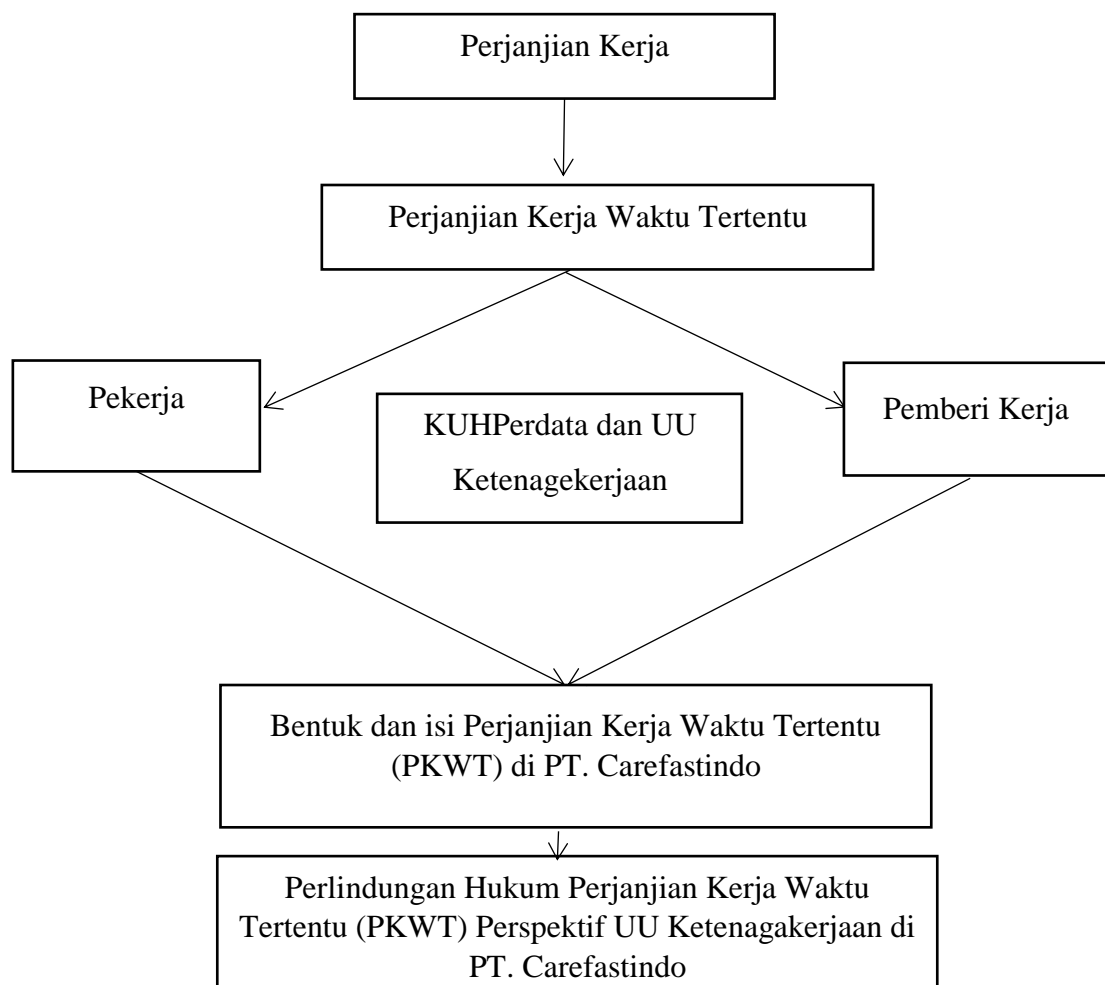 Perjanjian Kerja
Perjanjian Kerja Waktu Tertentu
Pekerja
KUHPerdata dan UU
Ketenagekerjaan
Pemberi Kerja
Bentuk dan isi Perjanjian Kerja Waktu Tertentu
(PKWT) di PT. Carefastindo
Perlindungan Hukum Perjanjian Kerja Waktu
Tertentu (PKWT) Perspektif UU Ketenagakerjaan di
PT. Carefastindo